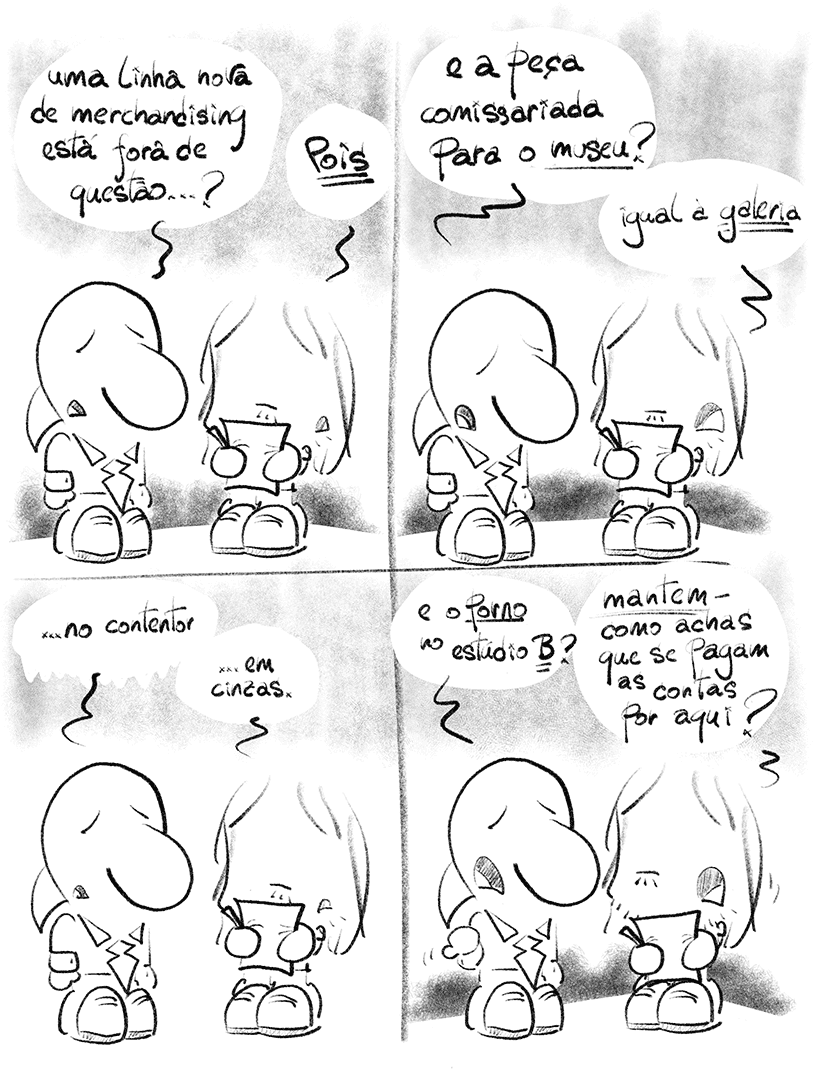 uma linha nova
de merchandising
está fora de
questão...?
Pois
e a peça
comissariada
para o museu?
igual à galeria
...no contentor
...em
cinzas.
e o porno
no estúdio B?
mantem-
como achas
que se pagam
as contas
por aqui?